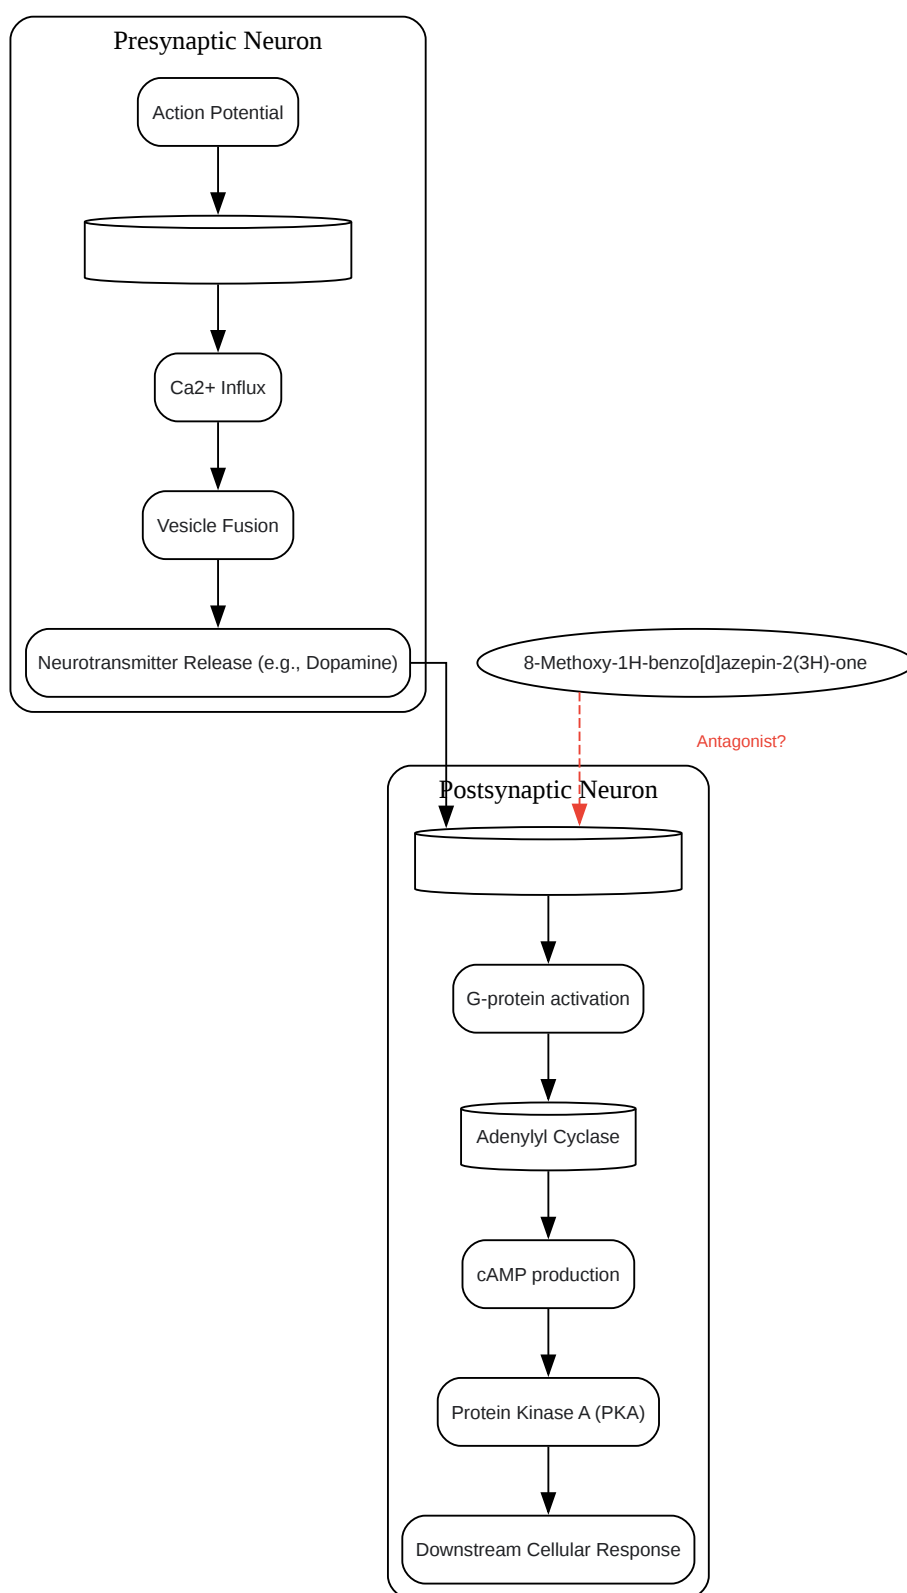 Presynaptic Neuron
Action Potential
Ca2+ Influx
Vesicle Fusion
Neurotransmitter Release (e.g., Dopamine)
8-Methoxy-1H-benzo[d]azepin-2(3H)-one
Antagonist?
Postsynaptic Neuron
G-protein activation
Adenylyl Cyclase
cAMP production
Protein Kinase A (PKA)
Downstream Cellular Response